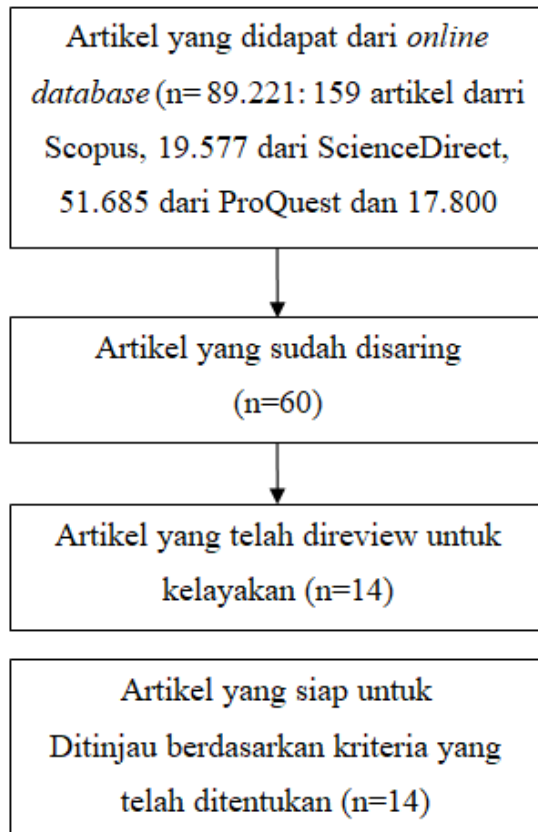 Artikel yang didapat dari online
database (n= 89.221: 159 artikel darri
Scopus, 19.577 dari ScienceDirect,
51.685 dari ProQuest dan 17.800
Artikel yang sudah disaring
(n=60)
Artikel yang telah direview untuk
kelayakan (n=14)
Artikel yang siap untuk
Ditinjau berdasarkan kriteria yang
telah ditentukan (n=14)